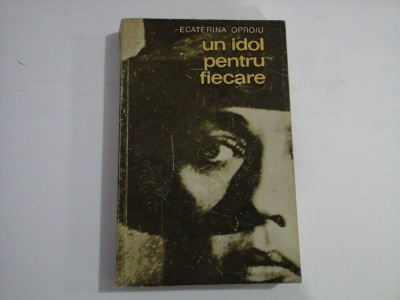 ECATERINA OPROIU
un idol
pentru
fiecare